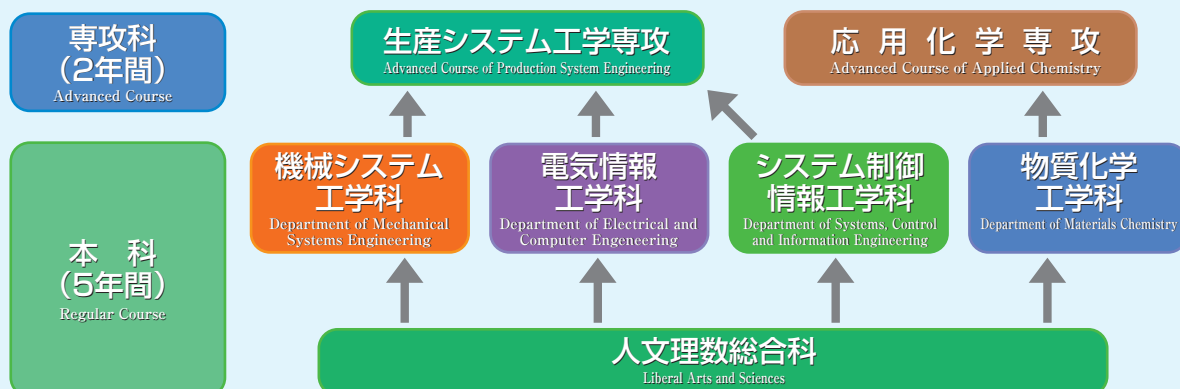 専攻科
（2年間）
Advanced Course
生産システム工学専攻
Advanced Course of Production System Engineering
応用化学専攻
Advanced Course of Applied Chemistry
本科
（5年間）
Regular Course
機械システム
工学科
Department of Mechanical
Systems Engineering
電気情報
工学科
Department of Electrical and
Computer Engeneering
システム制御
情報工学科
Department of Systems, Control
and Information Engineering
物質化学
工学科
Department of Materials Chemistry
人文理数総合科
Liberal Arts and Sciences